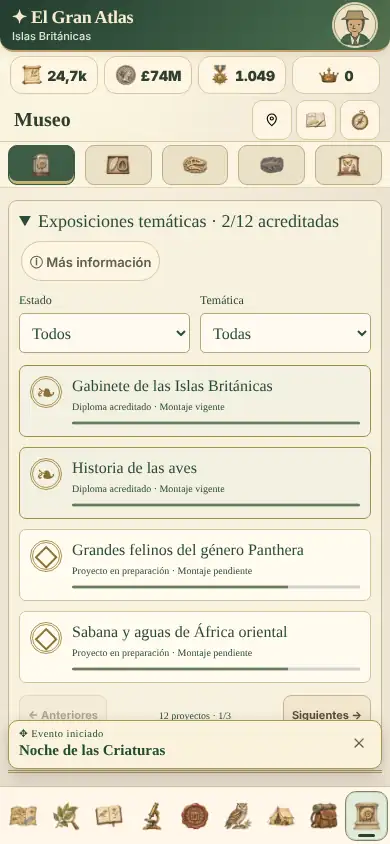 ✦ El Gran Atlas
Islas Británicas
24,7k
£74M
1.049
0
Museo
▼ Exposiciones temáticas · 2/12 acreditadas
ⓘ Más información
Estado
Temática
Todos
Todas
Gabinete de las Islas Británicas
Diploma acreditado · Montaje vigente
Historia de las aves
Diploma acreditado · Montaje vigente
Grandes felinos del género Panthera
Proyecto en preparación · Montaje pendiente
Sabana y aguas de África oriental
Proyecto en preparación · Montaje pendiente
← Anteriores
12 proyectos · 1/3
Siguientes →
✥ Evento iniciado
Noche de las Criaturas
×